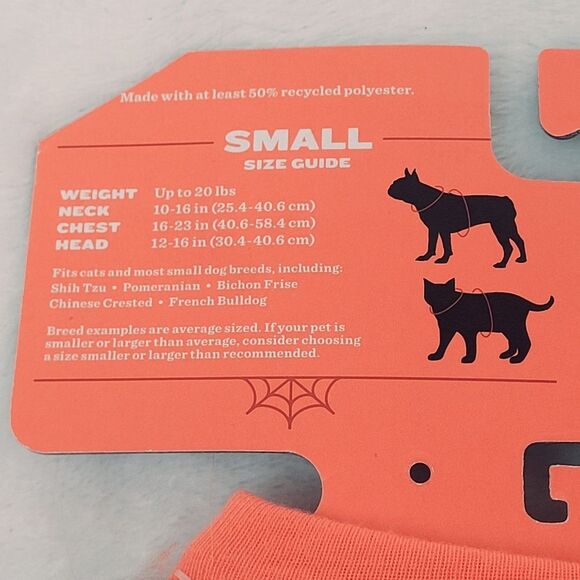 Made with at least 50% recycled polyester.
SMALL
SIZE GUIDE
WEIGHT Up to 20 lbs
NECK 10-16 in (25.4-40.6 cm)
CHEST 16-23 in (40.6-58.4 cm)
HEAD 12-16 in (30.4-40.6 cm)
Fits cats and most small dog breeds, including:
Shih Tzu • Pomeranian • Bichon Frise
Chinese Crested • French Bulldog
Breed examples are average sized. If your pet is
smaller or larger than average, consider choosing
a size smaller or larger than recommended.